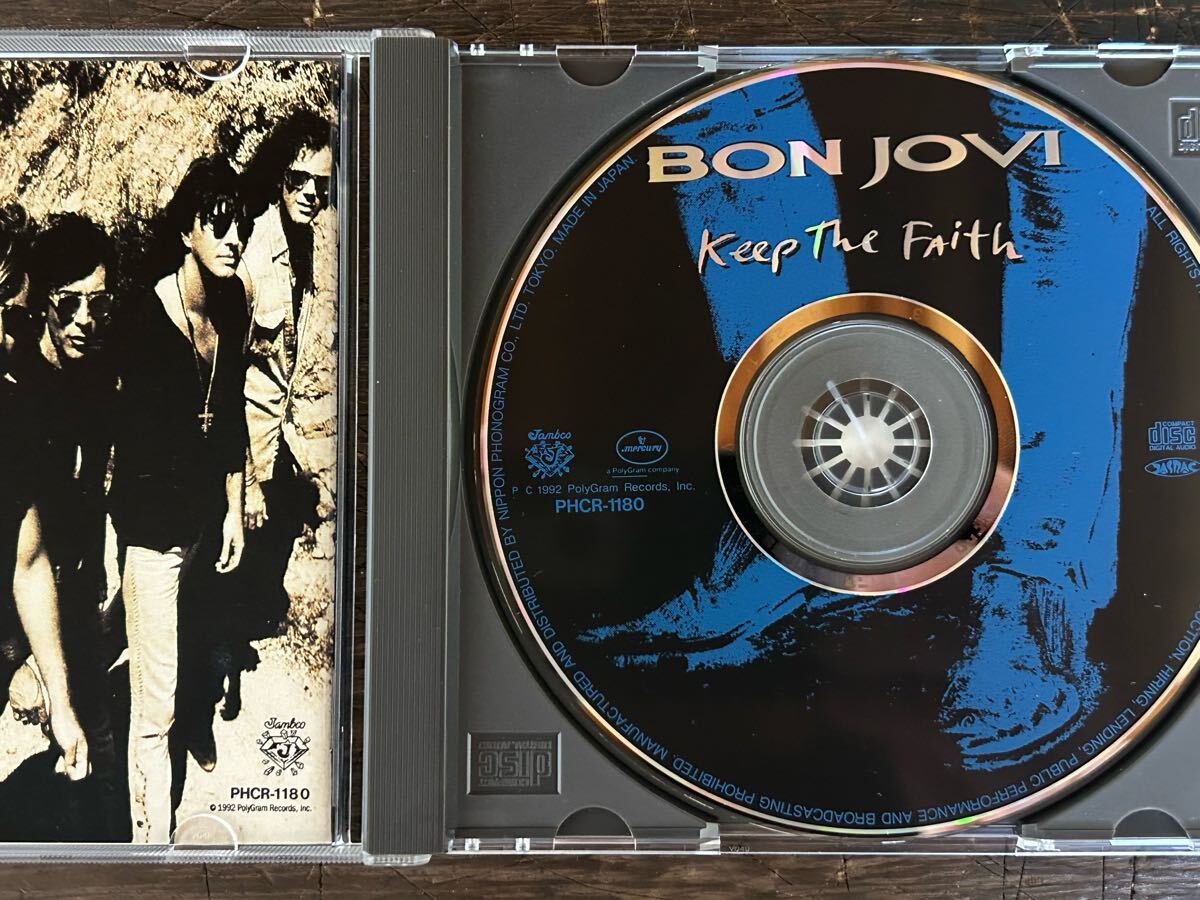 Jambco
J
PHCR-1180
© 1992 PolyGram Records, Inc.
BON JOVI
Keep The Faith
Jambco
J
mercury
a PolyGram company
P C 1992 PolyGram Records, Inc.
PHCR-1180
COMPACT
disc
DIGITAL AUDIO
JASRAC
MANUFACTURED AND DISTRIBUTED BY NIPPON PHONOGRAM CO., LTD. TOKYO. MADE IN JAPAN.
ALL RIGHTS
HIRING, LENDING, PUBLIC PERFORMANCE AND BROADCASTING PROHIBITED.
disc